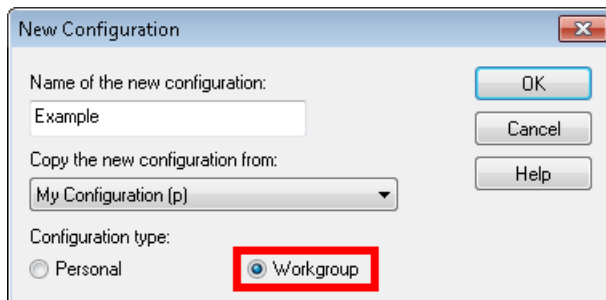 New Configuration
Name of the new configuration:
OK
Example
Cancel
Copy the new configuration from:
Help
My Configuration (p)
Configuration type:
Personal
Workgroup